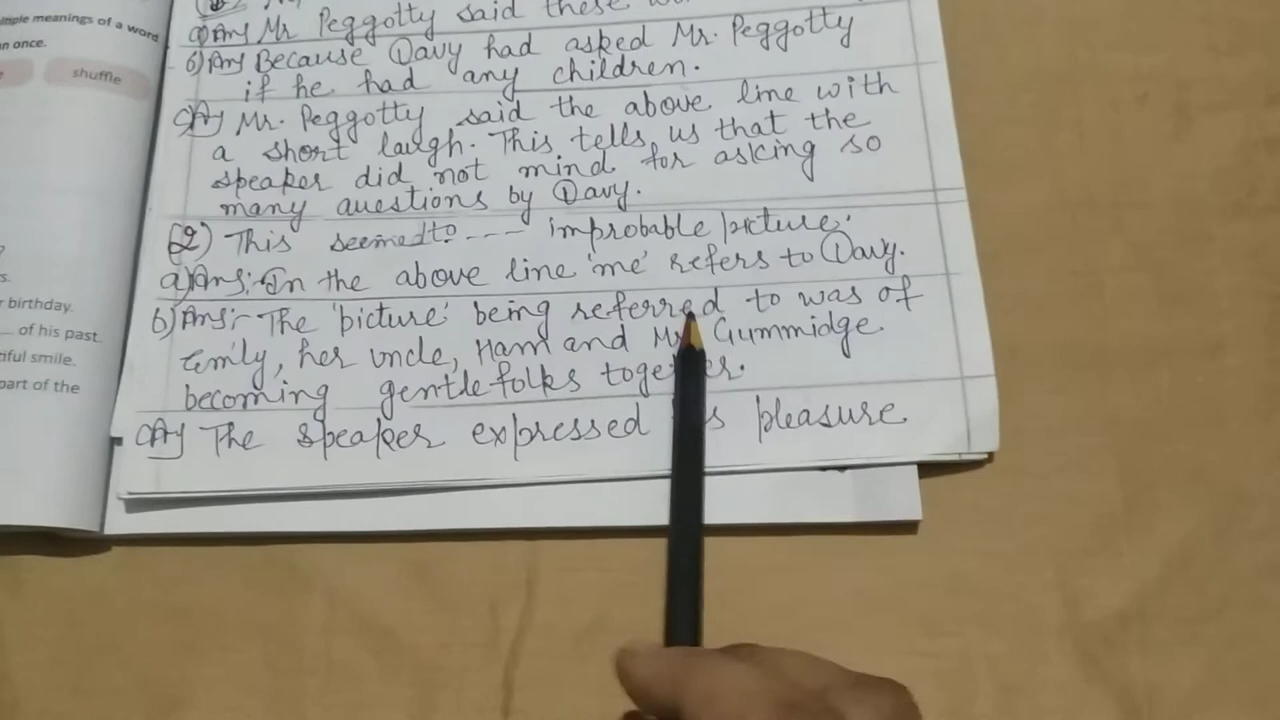 ltiple meanings of a word
n once.
shuffle
birthday.
of his past.
iful smile.
part of the
a) Ans Mr Peggotty said these
b) Ans Because Davy had asked Mr. Peggotty
if he had any children.
c) Ans Mr. Peggotty said the above line with
a short laugh. This tells us that the
speaker did not mind for asking so
many questions by Davy.
(2) This seemed to ---- improbable picture.
a) Ans:- In the above line 'me' refers to Davy.
b) Ans:- The 'picture' being referred to was of
Emily, her uncle, Ham and Gummidge
becoming gentlefolks together.
c) Ans The speaker expressed pleasure